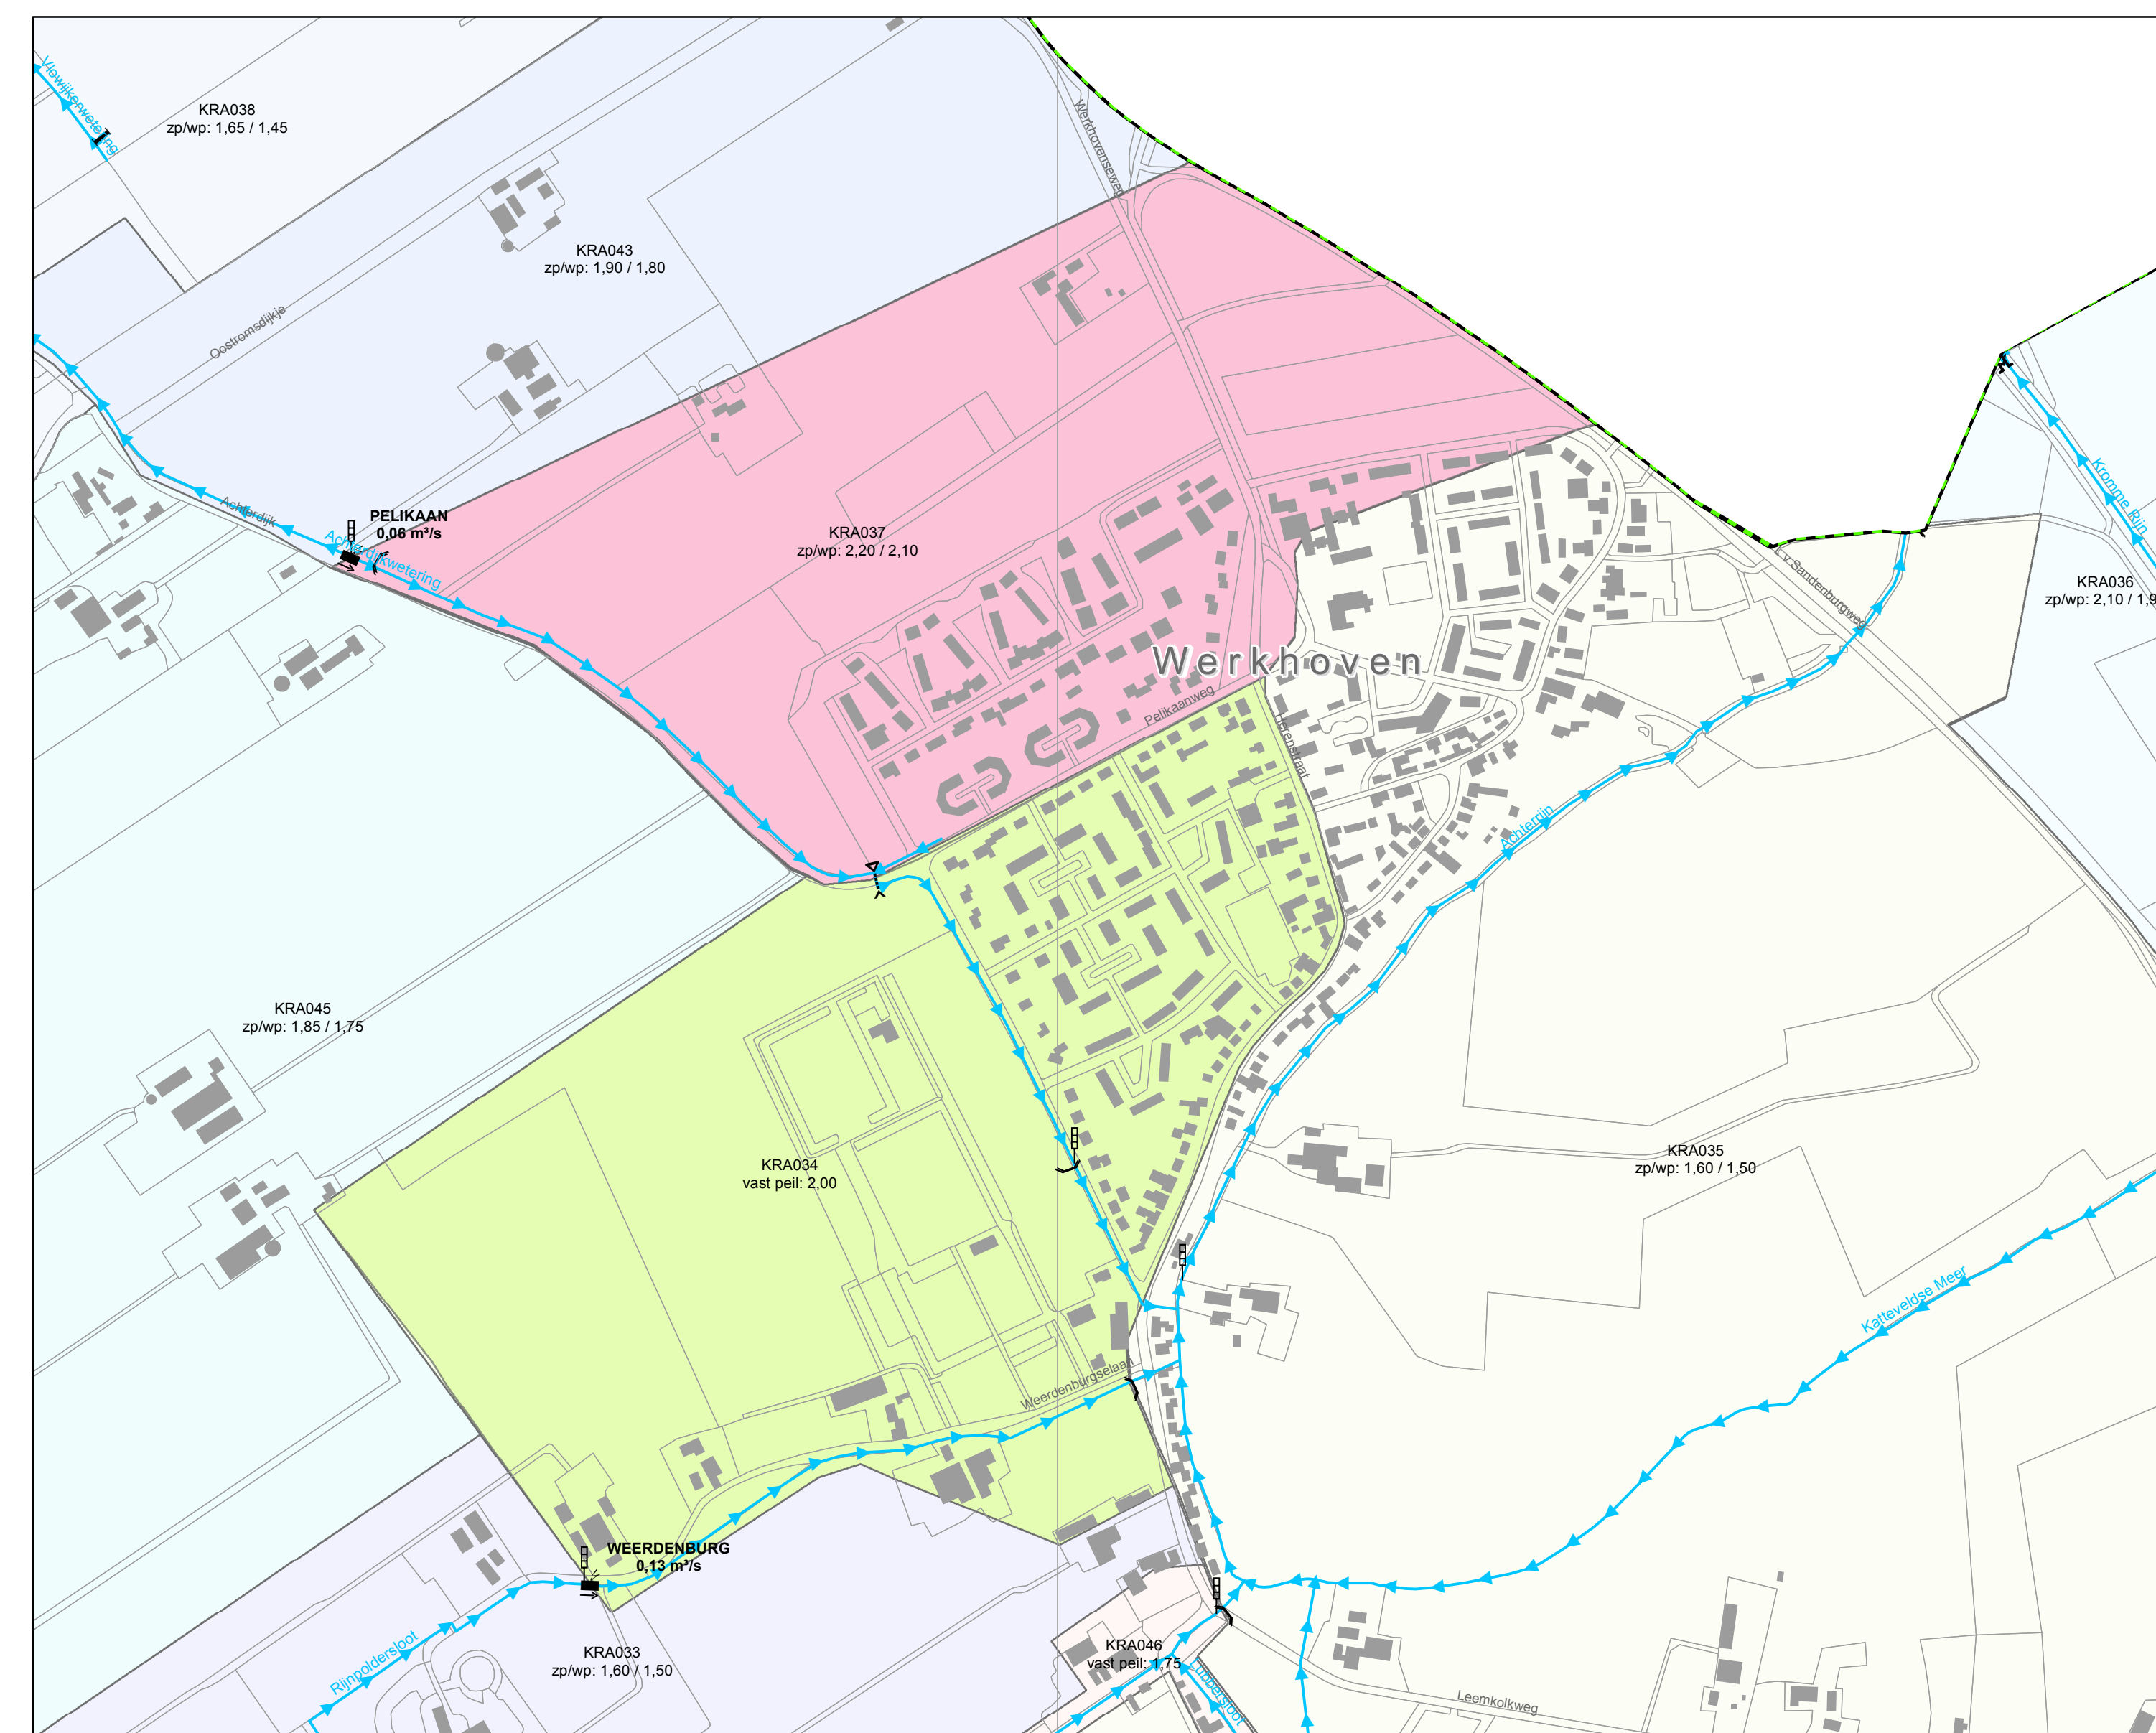 Vlowijkerwetering
KRA038
zp/wp: 1,65 / 1,45
Werkhovenseweg
KRA043
zp/wp: 1,90 / 1,80
Oostromsdijkje
Achterdijk
PELIKAAN
0,06 m³/s
Achterdijkwetering
KRA037
zp/wp: 2,20 / 2,10
Kromme Rijn
KRA036
zp/wp: 2,10 / 1,9
v Sandenburgweg
Werkhoven
Pelikaanweg
Herenstraat
Achterrijn
KRA045
zp/wp: 1,85 / 1,75
KRA034
vast peil: 2,00
KRA035
zp/wp: 1,60 / 1,50
Katteveldse Meer
Weerdenburgselaan
WEERDENBURG
0,13 m³/s
Rijnpoldersloot
KRA033
zp/wp: 1,60 / 1,50
KRA046
vast peil: 1,75
Lubbersloot
Leemkolkweg